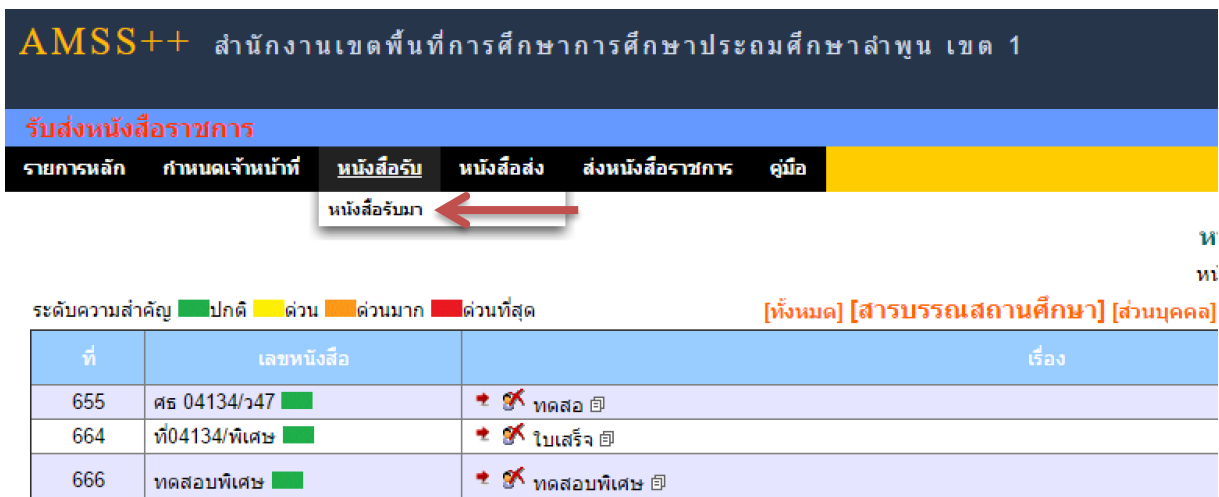 AMSS++ สำนักงานเขตพื้นที่การศึกษาการศึกษาประถมศึกษาลำพูน เขต 1
รับส่งหนังสือราชการ
รายการหลัก กำหนดเจ้าหน้าที่ หนังสือรับ หนังสือส่ง ส่งหนังสือราชการ คู่มือ
หนังสือรับมา
ระดับความสำคัญ ปกติ ด่วน ด่วนมาก ด่วนที่สุด [ทั้งหมด] [สารบรรณสถานศึกษา] [ส่วนบุคคล]
ที่ เลขหนังสือ เรื่อง
655 ศธ 04134/ว47 ทดสอ
664 ที่04134/พิเศษ ใบเสร็จ
666 ทดสอบพิเศษ ทดสอบพิเศษ